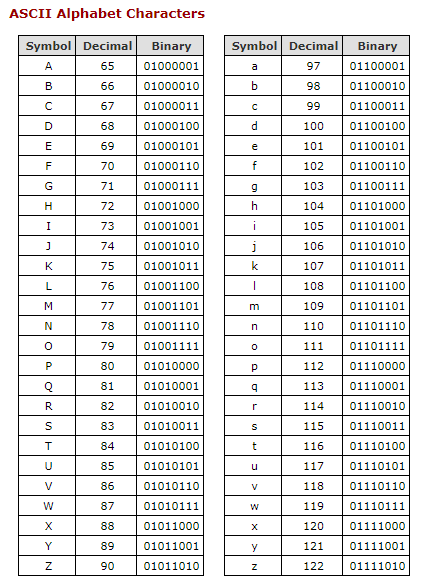 ASCII Alphabet Characters
Symbol Decimal Binary Symbol Decimal Binary
A 65 01000001 a 97 01100001
B 66 01000010 b 98 01100010
C 67 01000011 c 99 01100011
D 68 01000100 d 100 01100100
E 69 01000101 e 101 01100101
F 70 01000110 f 102 01100110
G 71 01000111 g 103 01100111
H 72 01001000 h 104 01101000
I 73 01001001 i 105 01101001
J 74 01001010 j 106 01101010
K 75 01001011 k 107 01101011
L 76 01001100 l 108 01101100
M 77 01001101 m 109 01101101
N 78 01001110 n 110 01101110
O 79 01001111 o 111 01101111
P 80 01010000 p 112 01110000
Q 81 01010001 q 113 01110001
R 82 01010010 r 114 01110010
S 83 01010011 s 115 01110011
T 84 01010100 t 116 01110100
U 85 01010101 u 117 01110101
V 86 01010110 v 118 01110110
W 87 01010111 w 119 01110111
X 88 01011000 x 120 01111000
Y 89 01011001 y 121 01111001
Z 90 01011010 z 122 01111010